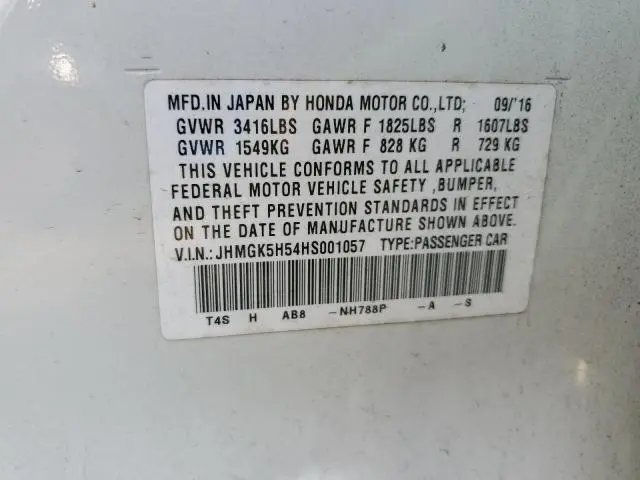 MFD.IN JAPAN BY HONDA MOTOR CO.,LTD; 09/'16
GVWR 3416LBS GAWR F 1825LBS R 1607LBS
GVWR 1549KG GAWR F 828 KG R 729 KG
THIS VEHICLE CONFORMS TO ALL APPLICABLE
FEDERAL MOTOR VEHICLE SAFETY ,BUMPER,
AND THEFT PREVENTION STANDARDS IN EFFECT
ON THE DATE OF MANUFACTURE SHOWN ABOVE.
V.I.N.:JHMGK5H54HS001057 TYPE:PASSENGER CAR
T4S H AB8 -NH788P -A -S